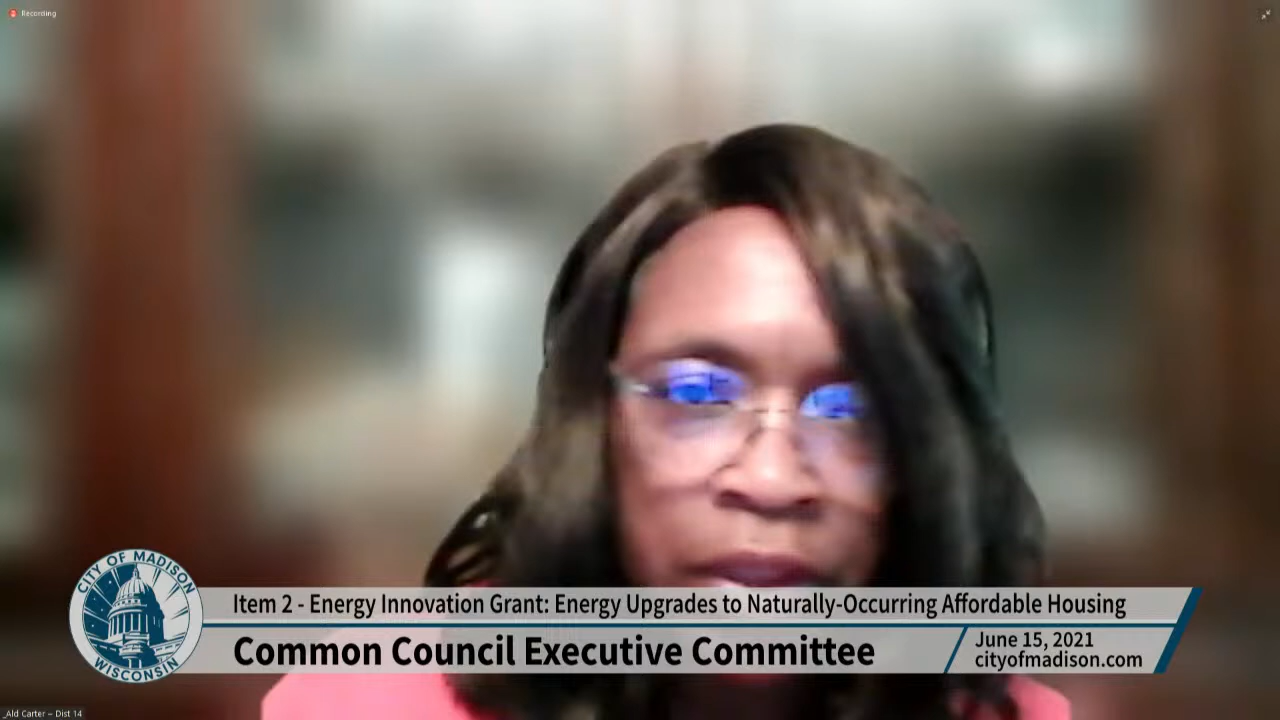 Recording
CITY OF MADISON
WISCONSIN
Item 2 - Energy Innovation Grant: Energy Upgrades to Naturally-Occurring Affordable Housing
Common Council Executive Committee
June 15, 2021
cityofmadison.com
_Ald Carter - Dist 14